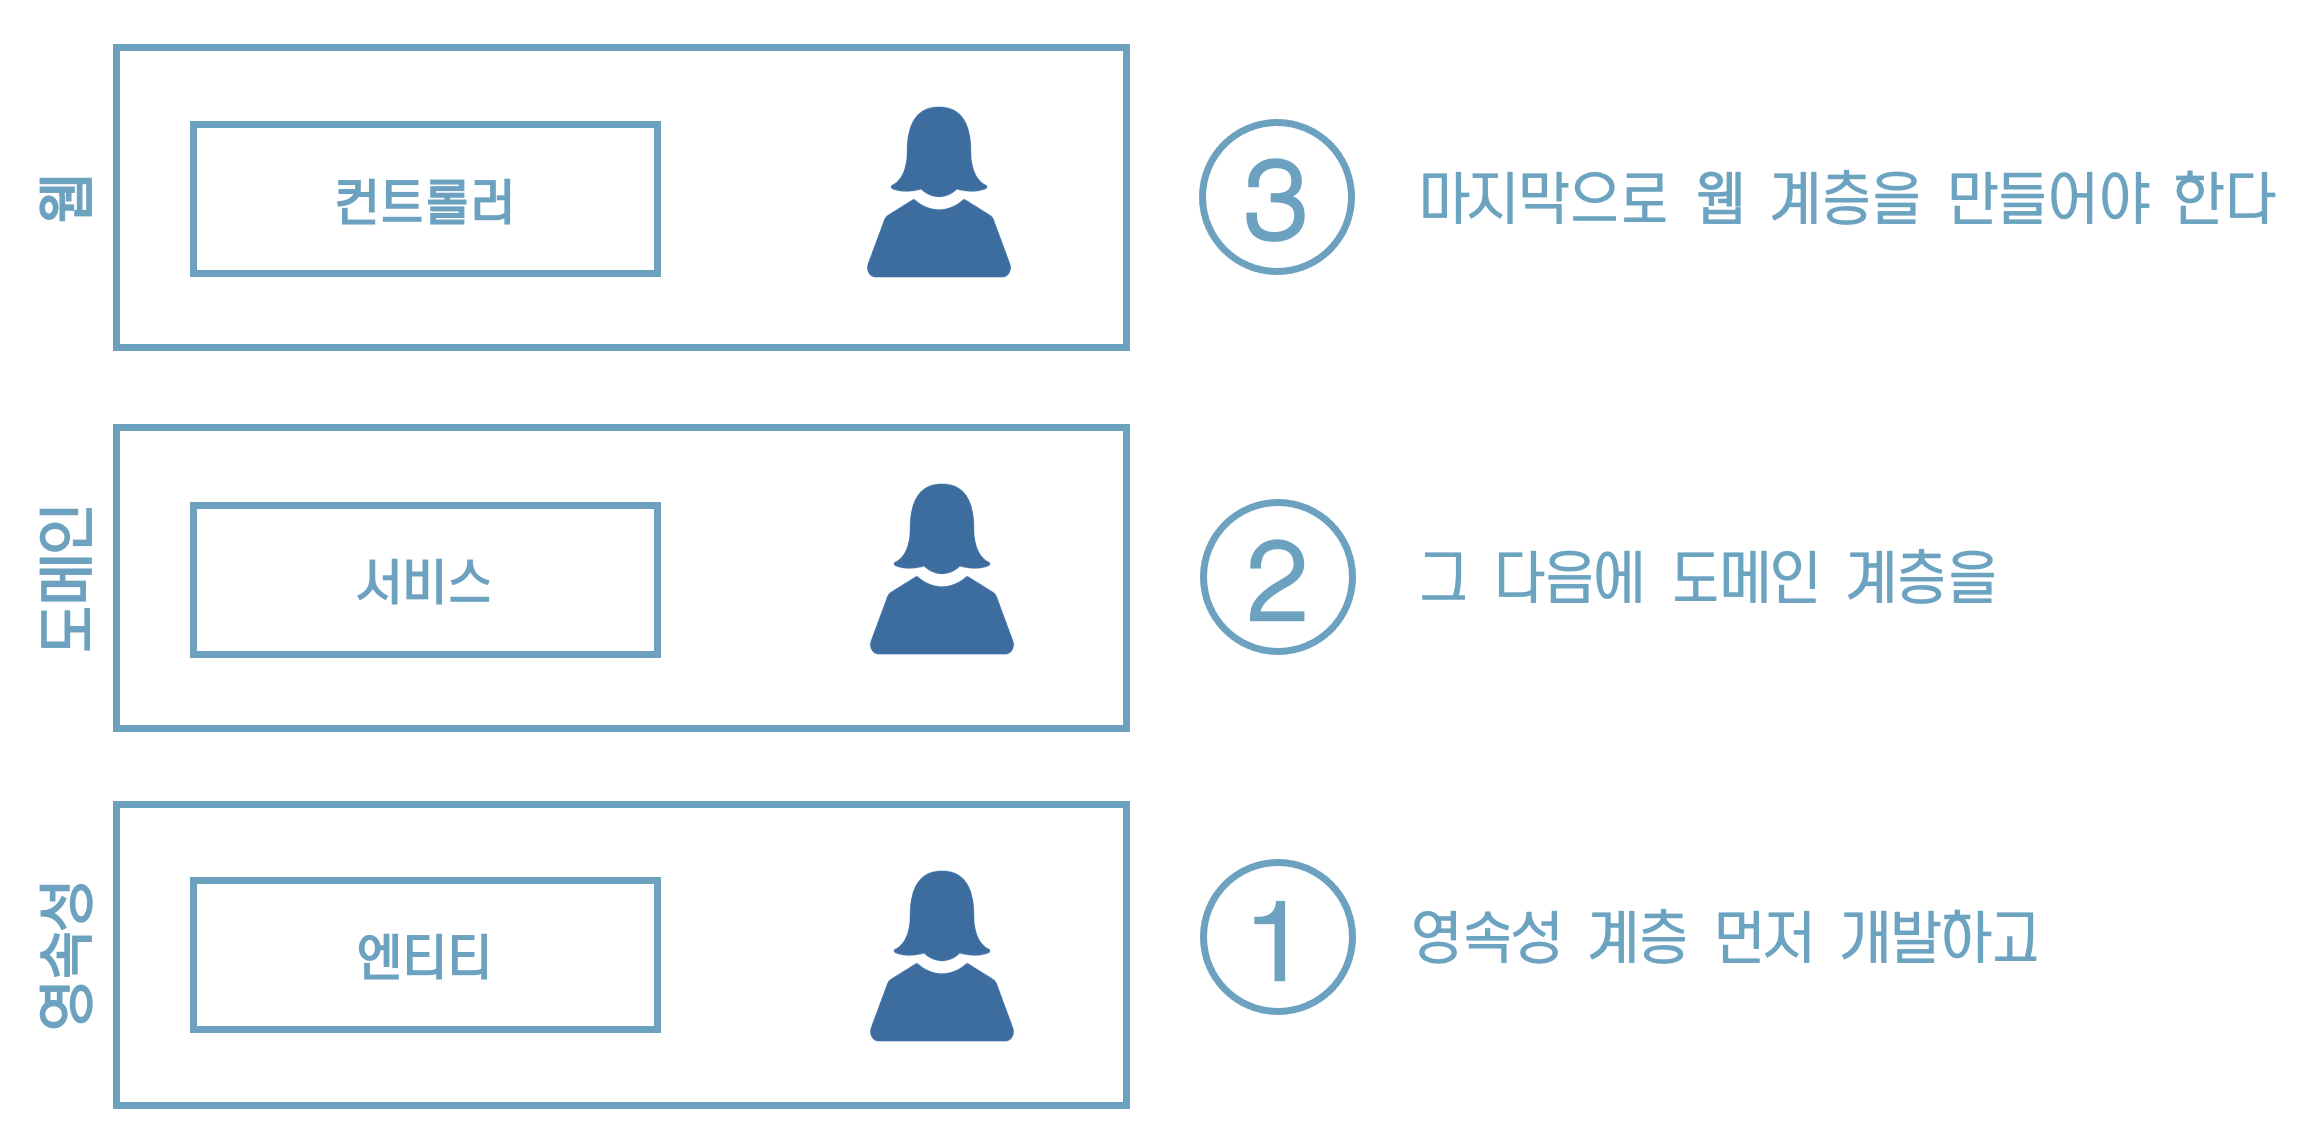 웹
컨트롤러
3
마지막으로 웹 계층을 만들어야 한다
도메인
서비스
2
그 다음에 도메인 계층을
영속성
엔티티
1
영속성 계층 먼저 개발하고